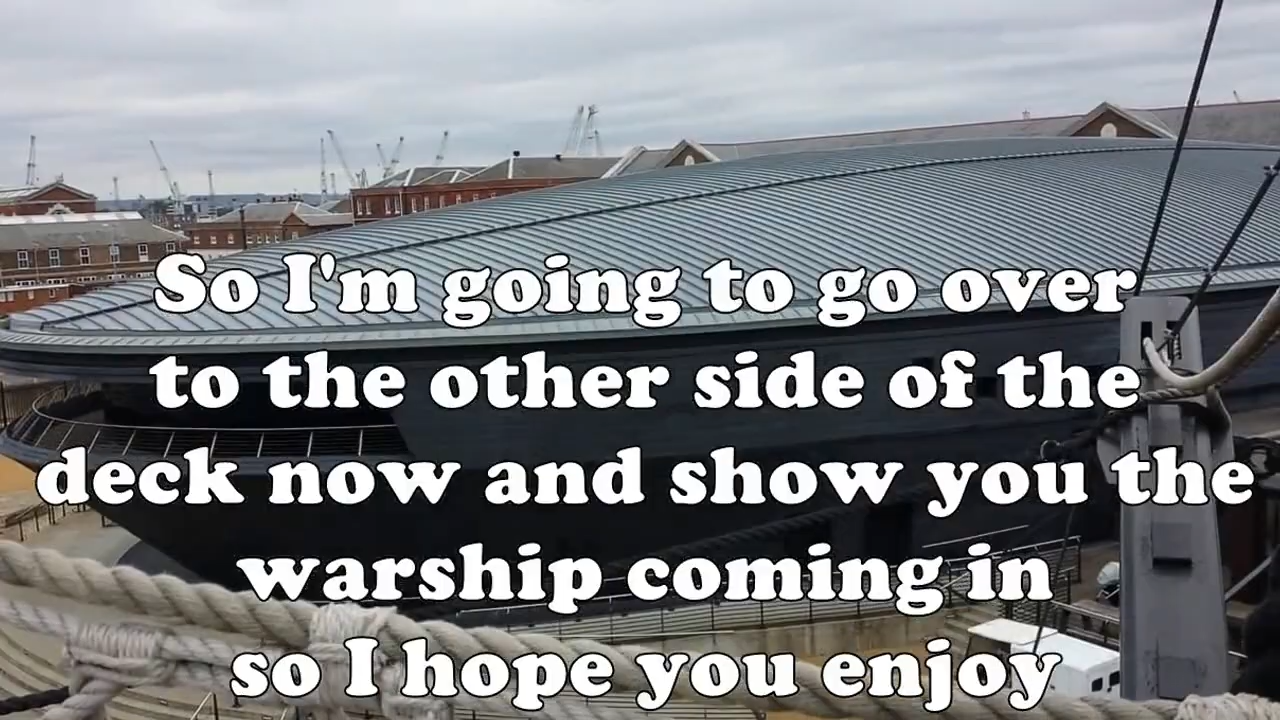 So I'm going to go over
to the other side of the
deck now and show you the
warship coming in
so I hope you enjoy